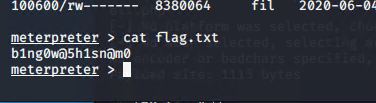 100600/rw------- 8380064 fil 2020-06-04
meterpreter > cat flag.txt
b1ng0w@5h1sn@m0
meterpreter >